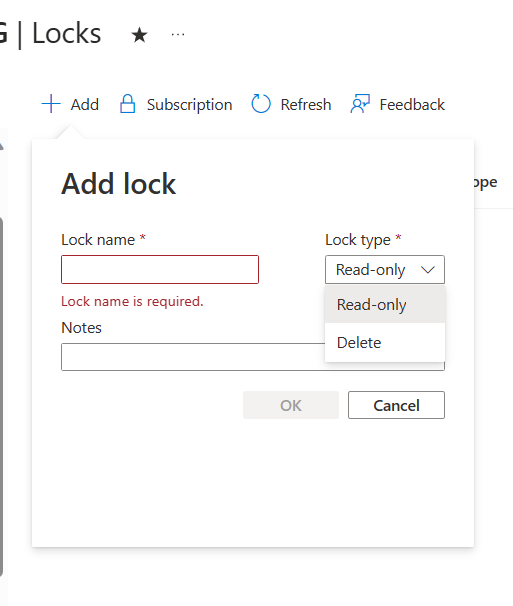 G | Locks ★ ...
Add Subscription Refresh Feedback
ope
Add lock
Lock name * Lock type *
Read-only
Lock name is required. Read-only
Notes
Delete
OK Cancel